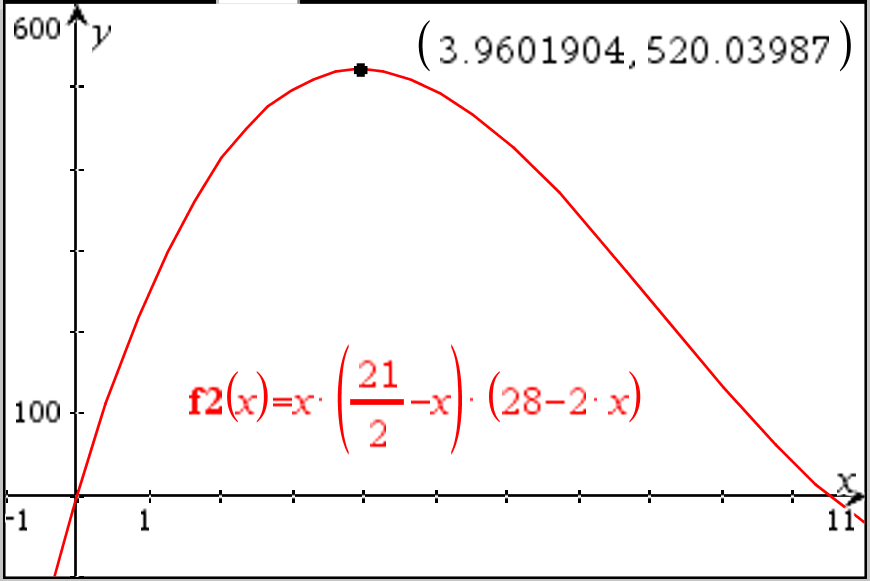 600 y
(3.9601904, 520.03987)
f2(x)=x·(21/2−x)·(28−2·x)
100
x
-1 1 11